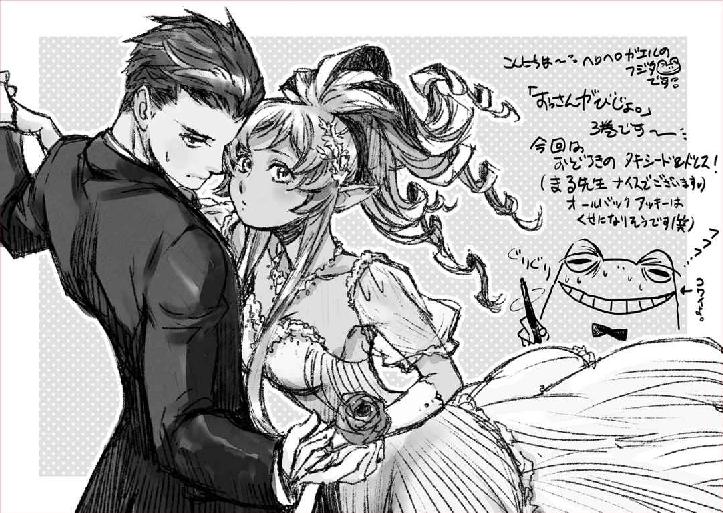 こんにちは〜:ヘロヘロガエルの
フジタ
です:
「おっさんがびじょ。」
3巻です〜:
今回は
おどろきの タキシード&ドレス!
(まる先生 ナイスでございます!!)
オールバックアッキーは
くせになりそうです(笑)
ぐりぐり